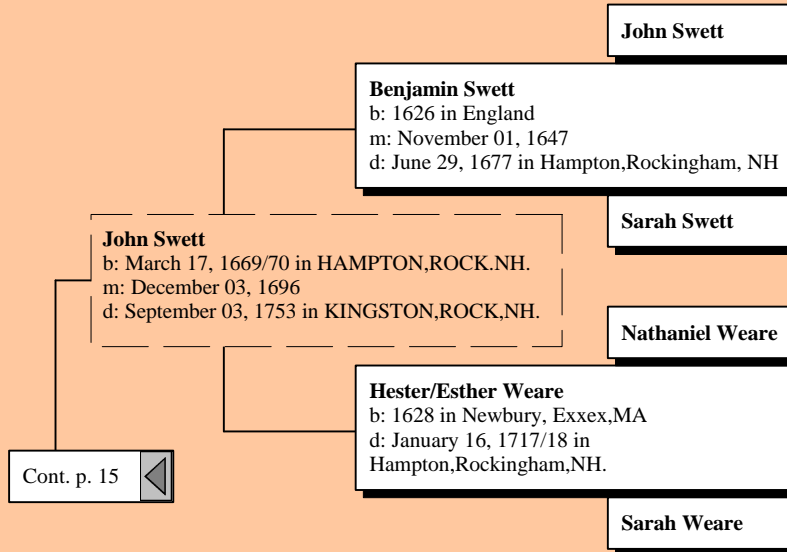 John Swett
Benjamin Swett
b: 1626 in England
m: November 01, 1647
d: June 29, 1677 in Hampton,Rockingham, NH
Sarah Swett
John Swett
b: March 17, 1669/70 in HAMPTON,ROCK.NH.
m: December 03, 1696
d: September 03, 1753 in KINGSTON,ROCK,NH.
Nathaniel Weare
Hester/Esther Weare
b: 1628 in Newbury, Exxex,MA
d: January 16, 1717/18 in
Hampton,Rockingham,NH.
Cont. p. 15
Sarah Weare